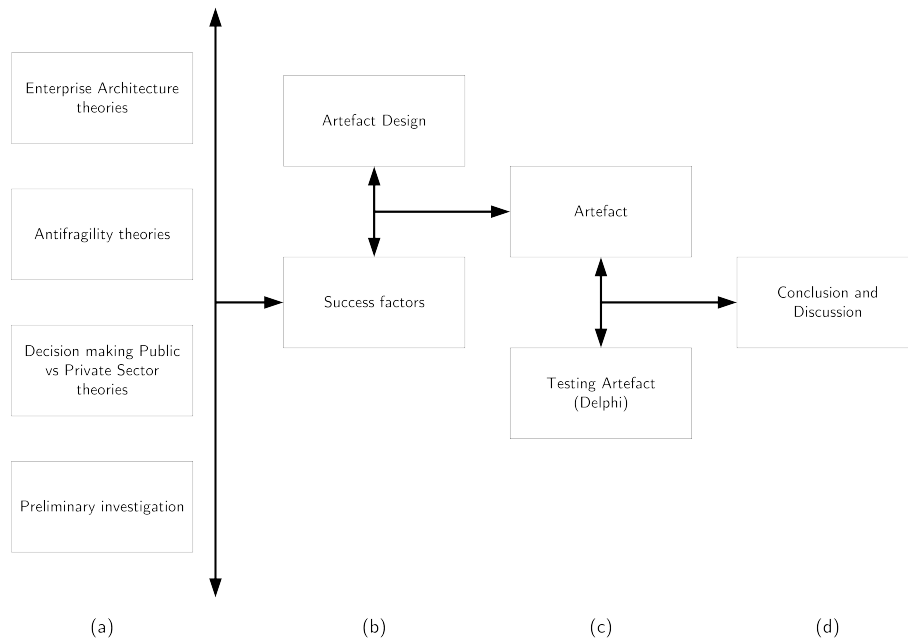 Enterprise Architecture
theories
Antifragility theories
Decision making Public
vs Private Sector
theories
Preliminary investigation
Artefact Design
Success factors
Artefact
Testing Artefact
(Delphi)
Conclusion and
Discussion
(a)
(b)
(c)
(d)